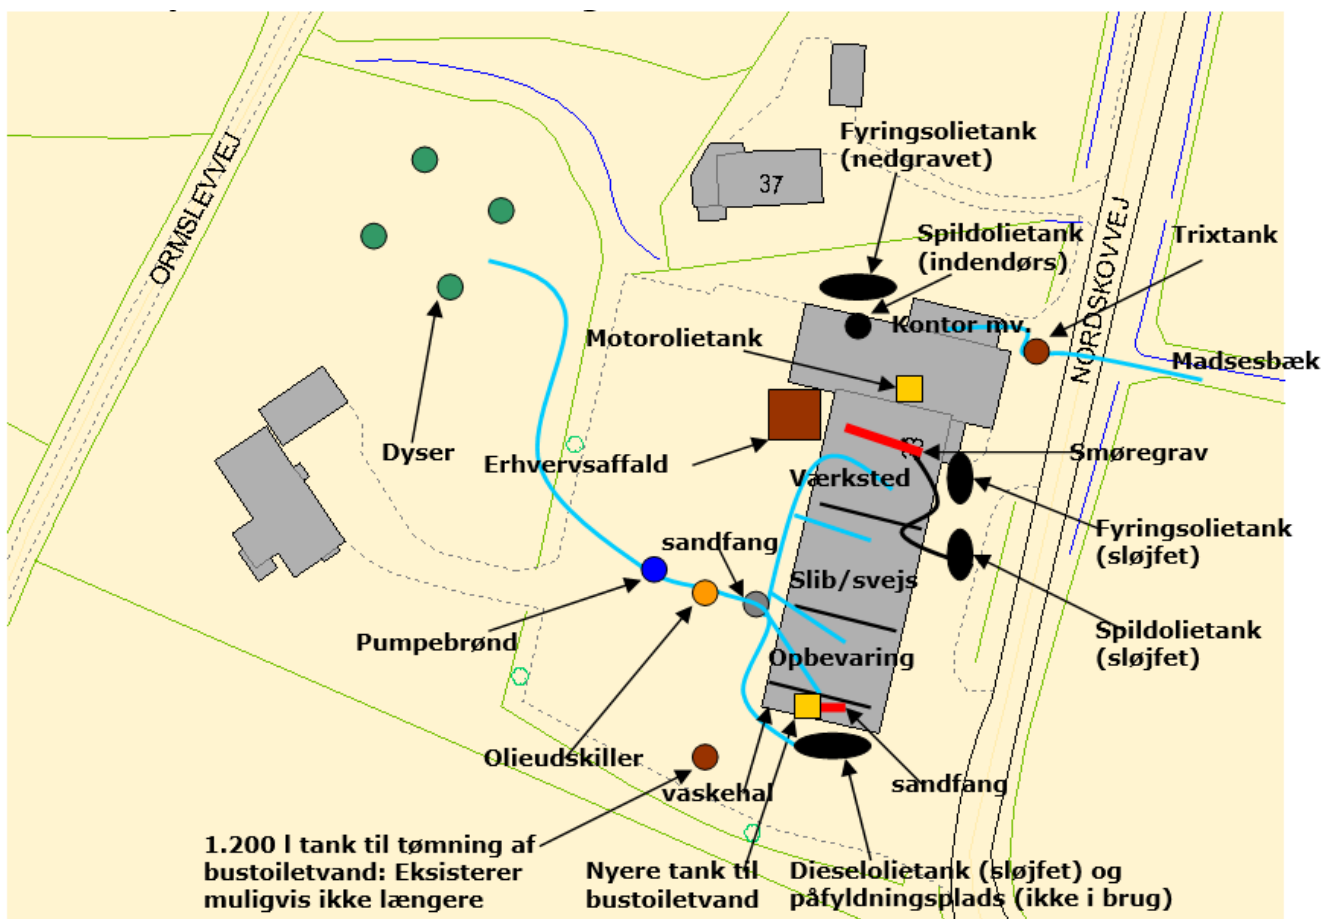 Fyringsolietank
(nedgravet)
37
ORMSLEVVEJ
NORDSKOVVEJ
Spildolietank
(indendørs)
Trixtank
Kontor mv.
Motorolietank
Madsesbæk
Dyser
Erhvervsaffald
Smøregrav
Værksted
Fyringsolietank
(sløjfet)
sandfang
Slib/svejs
Pumpebrønd
Spildolietank
(sløjfet)
Opbevaring
Olieudskiller
vaskehal
sandfang
1.200 l tank til tømning af
bustoiletvand: Eksisterer
muligvis ikke længere
Nyere tank til
bustoiletvand
Dieselolietank (sløjfet) og
påfyldningsplads (ikke i brug)